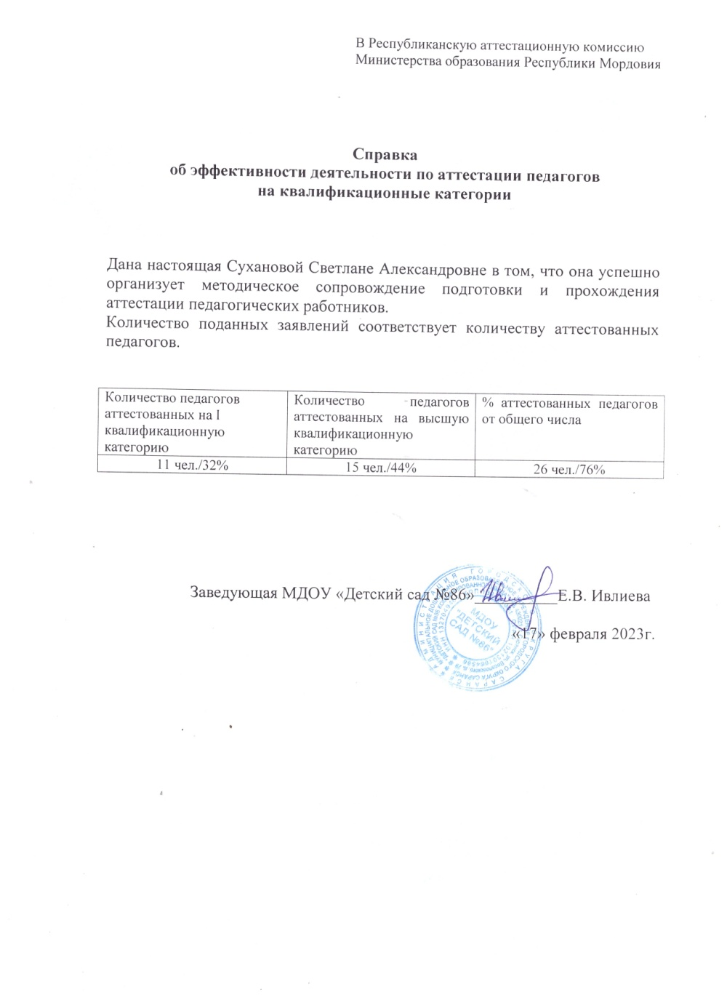 В Республиканскую аттестационную комиссию
Министерства образования Республики Мордовия
Справка
об эффективности деятельности по аттестации педагогов
на квалификационные категории
Дана настоящая Сухановой Светлане Александровне в том, что она успешно
организует методическое сопровождение подготовки и прохождения
аттестации педагогических работников.
Количество поданных заявлений соответствует количеству аттестованных
педагогов.
Количество педагогов
аттестованных на I
квалификационную
категорию
Количество педагогов
аттестованных на высшую
квалификационную
категорию
% аттестованных педагогов
от общего числа
11 чел./32%
15 чел./44%
26 чел./76%
Заведующая МДОУ «Детский сад №86»__________Е.В. Ивлиева
«17» февраля 2023г.
МДОУ
"ДЕТСКИЙ
САД №86"